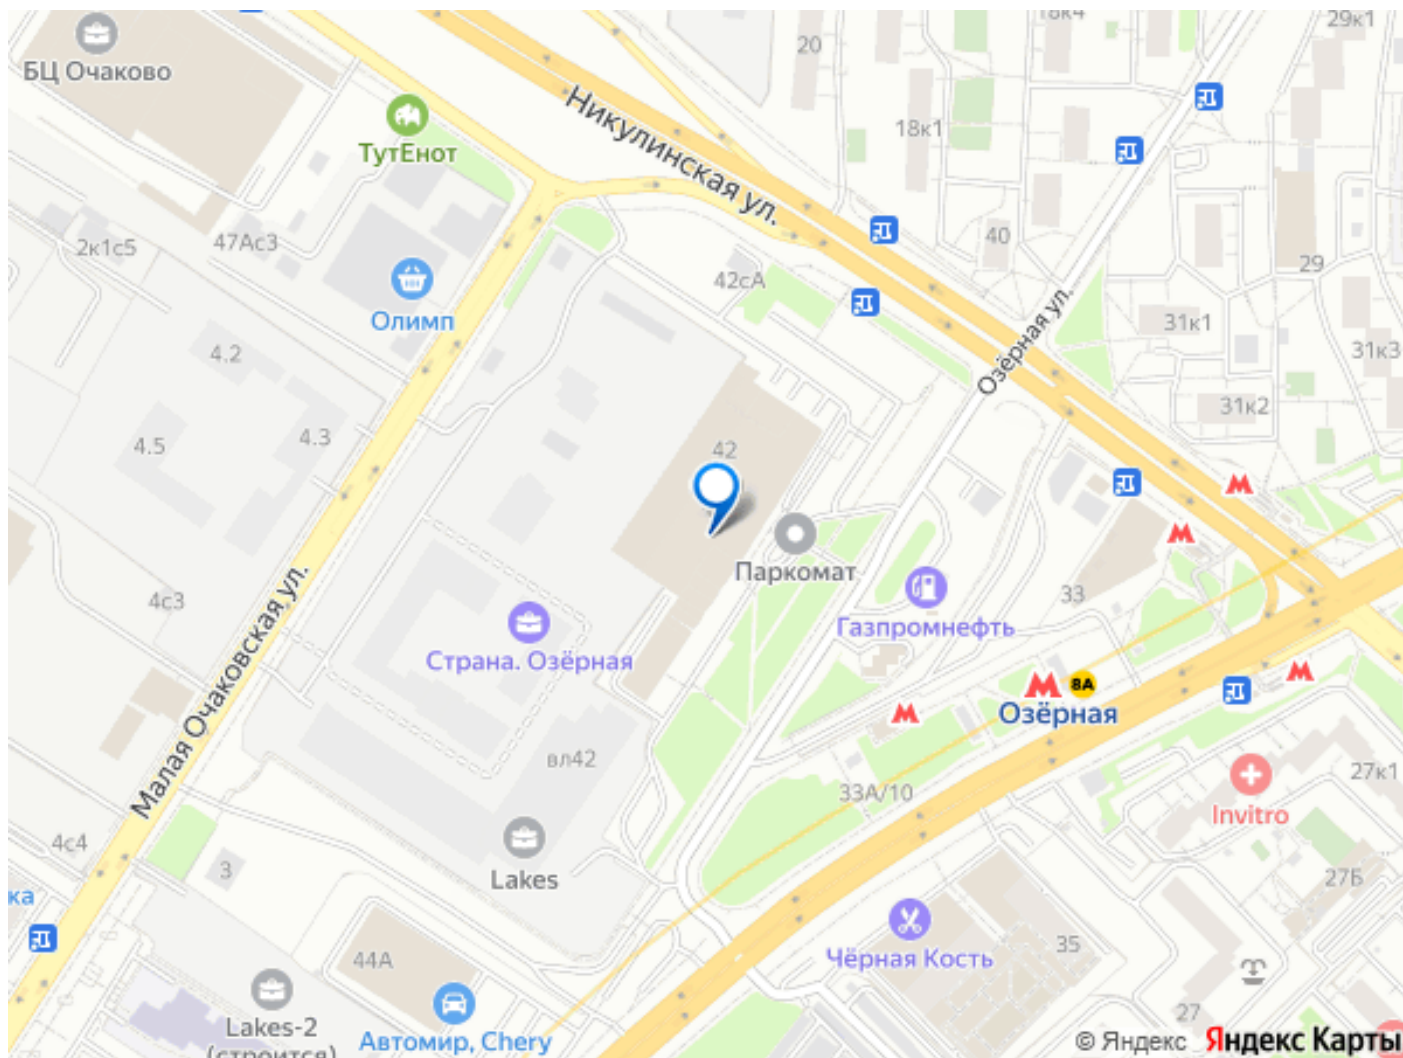 БЦ Очаково
ТутЕнот
20
18к4
29к1
18к1
Никулинская ул.
2к1с5
47Ас3
42сА
40
29
Олимп
Озёрная ул.
31к1
31к3
31к2
4.2
4.3
4.5
42
4с3
Паркомат
33
Газпромнефть
Страна. Озёрная
8А
Озёрная
Малая Очаковская ул.
вл42
33А/10
27к1
Invitro
4с4
3
Lakes
ка
27Б
44А
Чёрная Кость
35
27
Lakes-2
(строится)
Автомир, Chery
© Яндекс Яндекс Карты